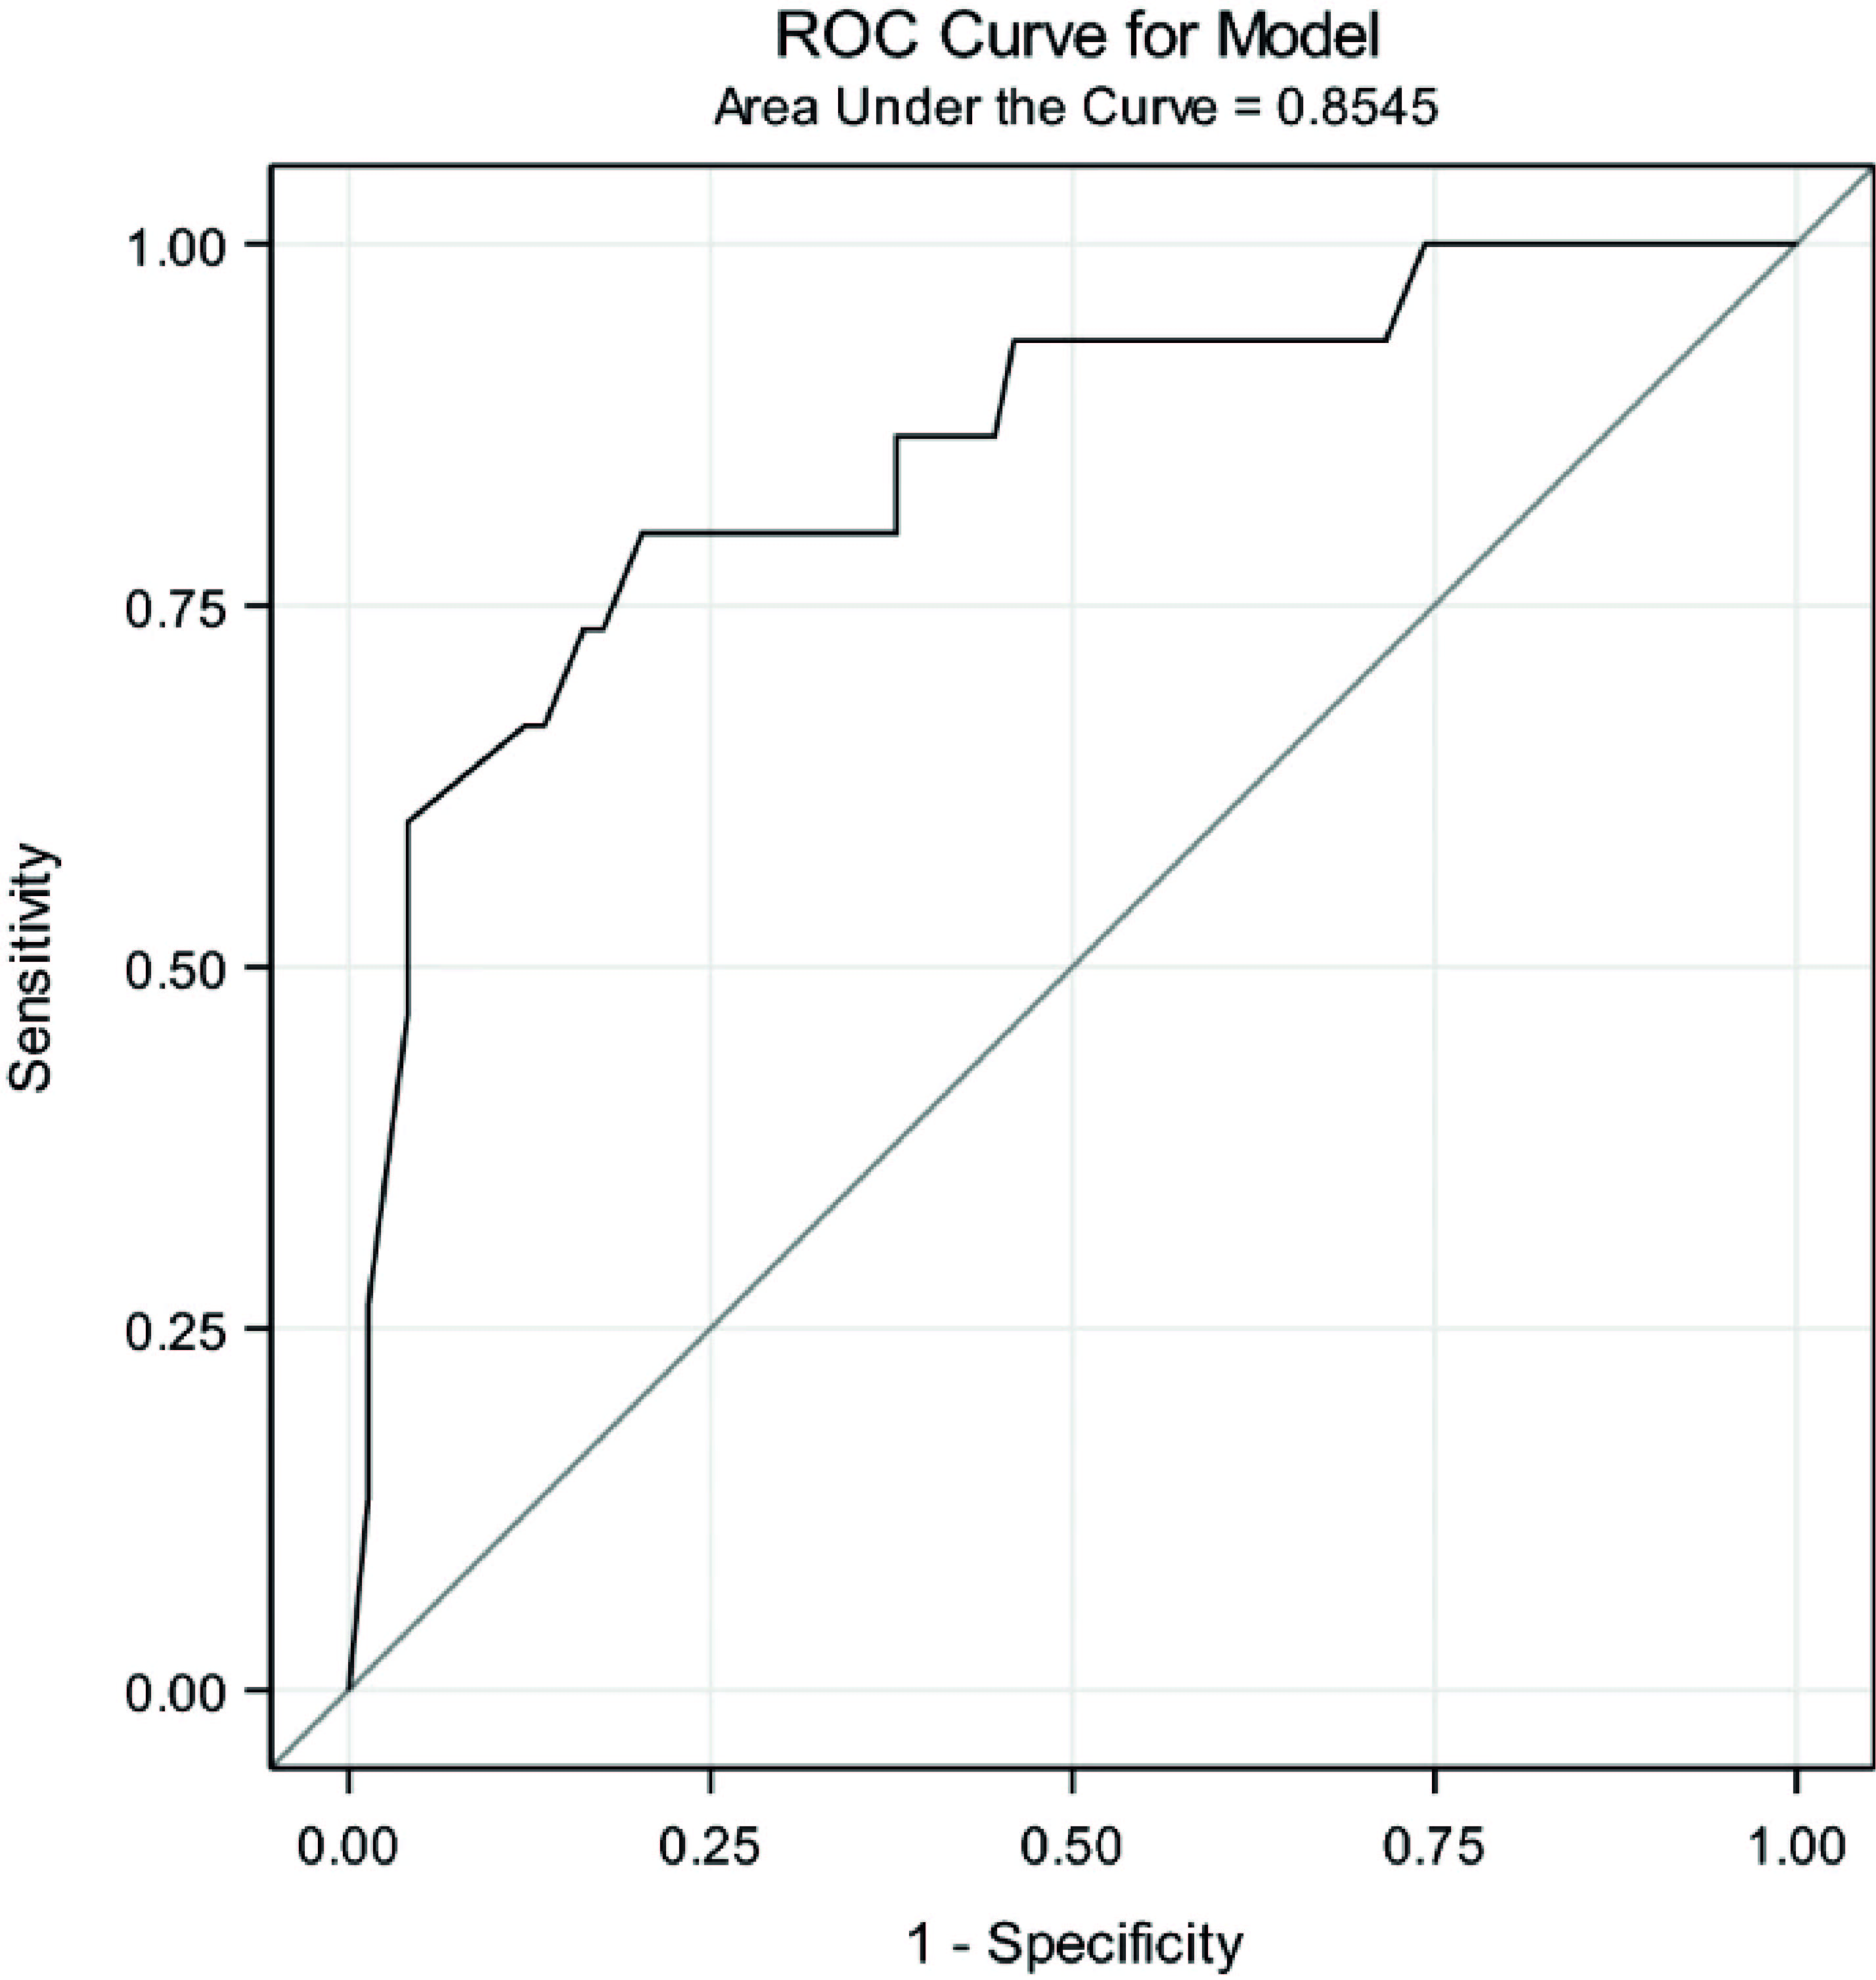 ROC Curve for Model
Area Under the Curve = 0.8545
1.00
0.75
0.50
0.25
0.00
Sensitivity
0.00 0.25 0.50 0.75 1.00
1 - Specificity